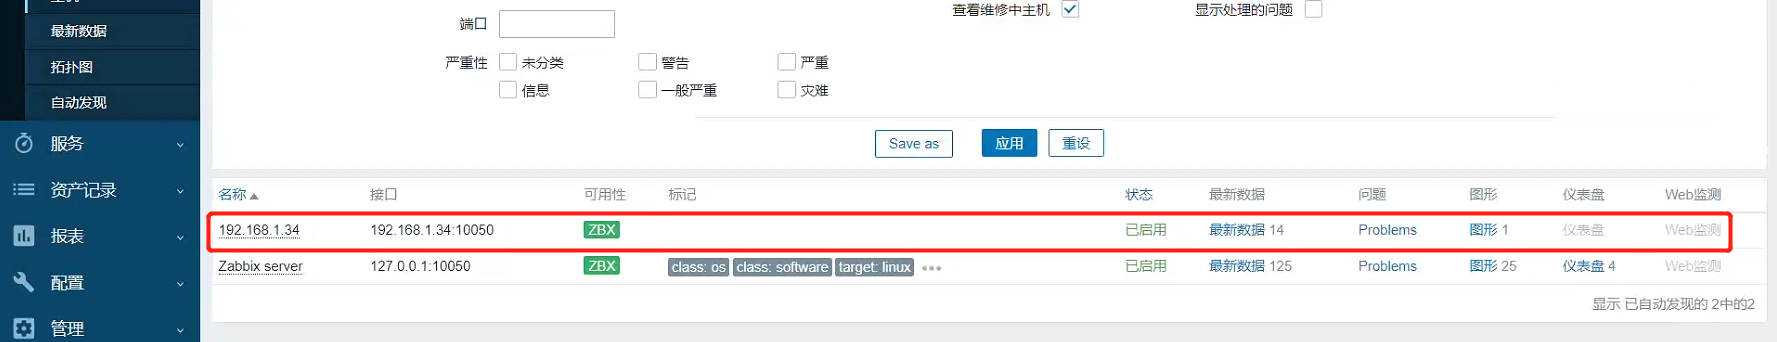 最新数据
拓扑图
自动发现
服务
资产记录
报表
配置
管理
查看维修中主机 显示处理的问题
端口
严重性 未分类 警告 严重
信息 一般严重 灾难
Save as 应用 重设
名称 接口 可用性 标记 状态 最新数据 问题 图形 仪表盘 Web监测
192.168.1.34 192.168.1.34:10050 ZBX 已启用 最新数据 14 Problems 图形 1 仪表盘 Web监测
Zabbix server 127.0.0.1:10050 ZBX class: os class: software target: linux ••• 已启用 最新数据 125 Problems 图形 25 仪表盘 4 Web监测
显示 已自动发现的 2中的2